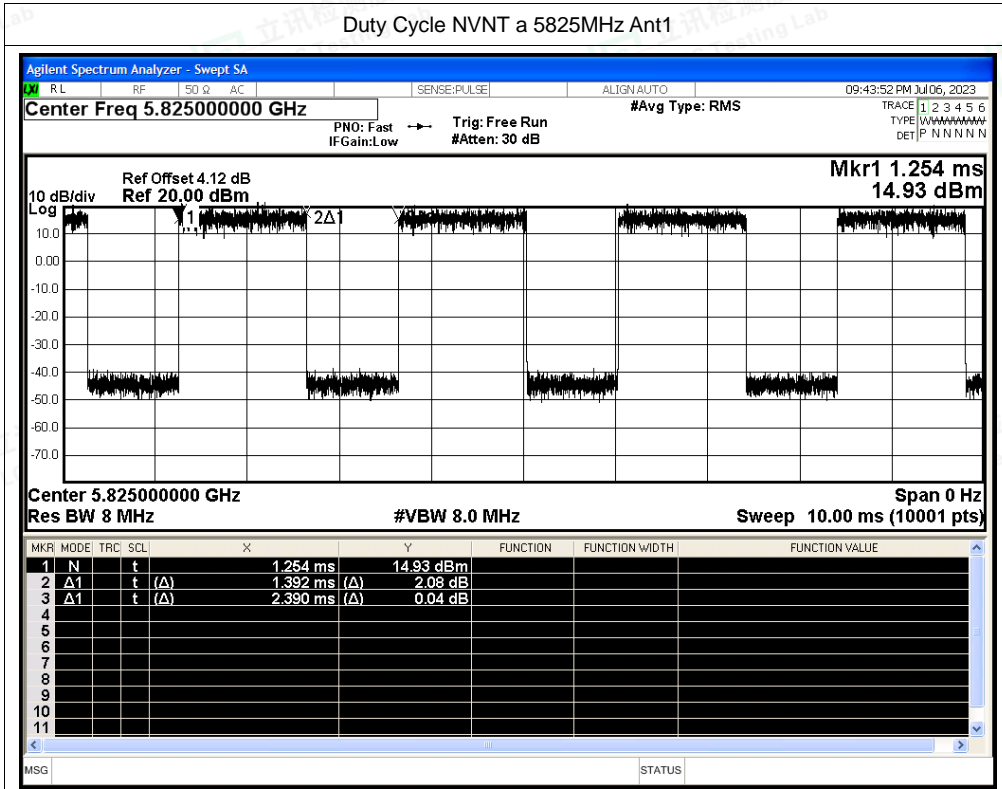 Duty Cycle NVNT a 5825MHz Ant1
Agilent Spectrum Analyzer - Swept SA
LXI RL RF 50 Ω AC SENSE:PULSE ALIGN AUTO 09:43:52 PM Jul 06, 2023
Center Freq 5.825000000 GHz #Avg Type: RMS TRACE 1 2 3 4 5 6
PNO: Fast Trig: Free Run TYPE
IFGain:Low #Atten: 30 dB DET P N N N N N
Mkr1 1.254 ms
Ref Offset 4.12 dB
10 dB/div Ref 20.00 dBm 14.93 dBm
Log
1 2Δ1
10.0
0.00
-10.0
-20.0
-30.0
-40.0
-50.0
-60.0
-70.0
Center 5.825000000 GHz Span 0 Hz
Res BW 8 MHz #VBW 8.0 MHz Sweep 10.00 ms (10001 pts)
MKR MODE TRC SCL X Y FUNCTION FUNCTION WIDTH FUNCTION VALUE
1 N t 1.254 ms 14.93 dBm
2 Δ1 t (Δ) 1.392 ms (Δ) 2.08 dB
3 Δ1 t (Δ) 2.390 ms (Δ) 0.04 dB
4
5
6
7
8
9
10
11
MSG STATUS